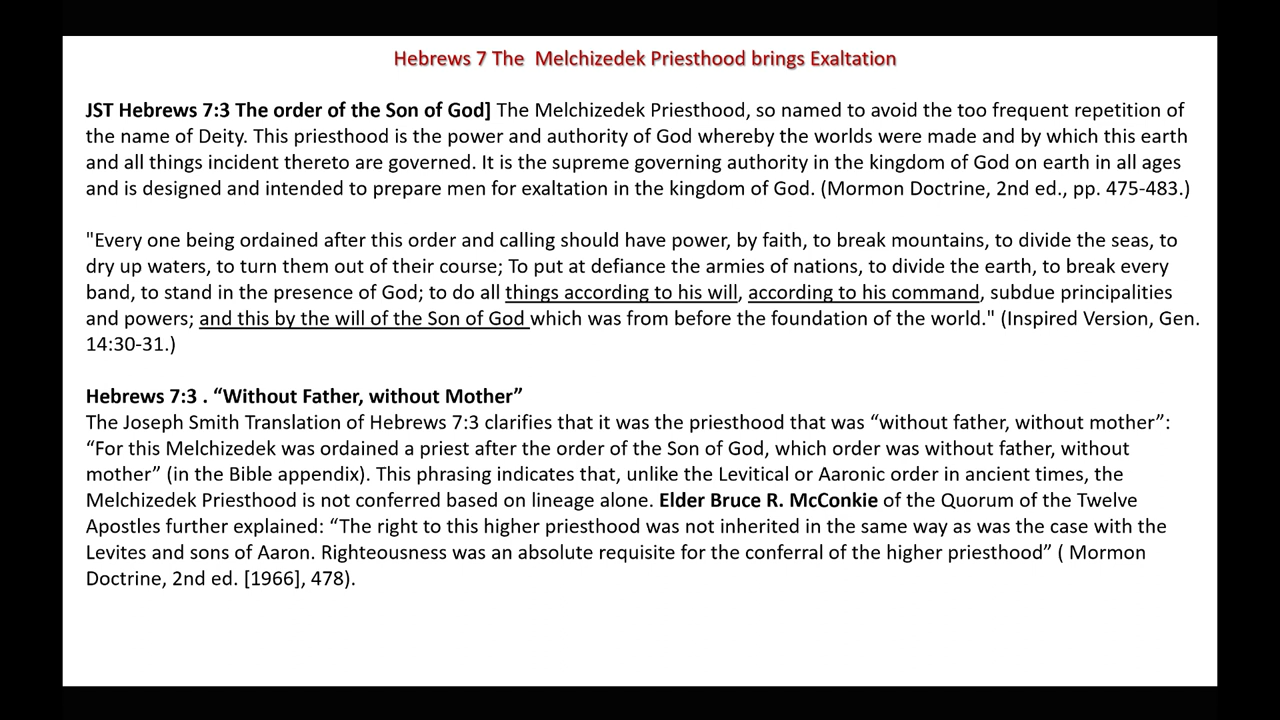 Hebrews 7 The  Melchizedek Priesthood brings Exaltation
JST Hebrews 7:3 The order of the Son of God] The Melchizedek Priesthood, so named to avoid the too frequent repetition of
the name of Deity. This priesthood is the power and authority of God whereby the worlds were made and by which this earth
and all things incident thereto are governed. It is the supreme governing authority in the kingdom of God on earth in all ages
and is designed and intended to prepare men for exaltation in the kingdom of God. (Mormon Doctrine, 2nd ed., pp. 475-483.)
"Every one being ordained after this order and calling should have power, by faith, to break mountains, to divide the seas, to
dry up waters, to turn them out of their course; To put at defiance the armies of nations, to divide the earth, to break every
band, to stand in the presence of God; to do all things according to his will, according to his command, subdue principalities
and powers; and this by the will of the Son of God which was from before the foundation of the world." (Inspired Version, Gen.
14:30-31.)
Hebrews 7:3 . “Without Father, without Mother”
The Joseph Smith Translation of Hebrews 7:3 clarifies that it was the priesthood that was “without father, without mother”:
“For this Melchizedek was ordained a priest after the order of the Son of God, which order was without father, without
mother” (in the Bible appendix). This phrasing indicates that, unlike the Levitical or Aaronic order in ancient times, the
Melchizedek Priesthood is not conferred based on lineage alone. Elder Bruce R. McConkie of the Quorum of the Twelve
Apostles further explained: “The right to this higher priesthood was not inherited in the same way as was the case with the
Levites and sons of Aaron. Righteousness was an absolute requisite for the conferral of the higher priesthood” ( Mormon
Doctrine, 2nd ed. [1966], 478).